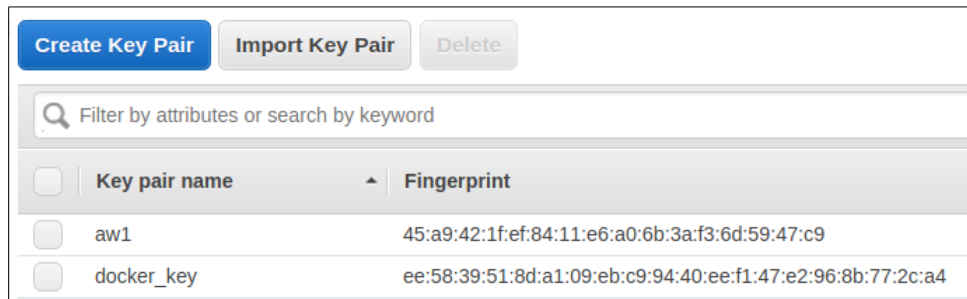 Create Key Pair Import Key Pair Delete
Filter by attributes or search by keyword
Key pair name Fingerprint
aw1 45:a9:42:1f:ef:84:11:e6:a0:6b:3a:f3:6d:59:47:c9
docker_key ee:58:39:51:8d:a1:09:eb:c9:94:40:ee:f1:47:e2:96:8b:77:2c:a4